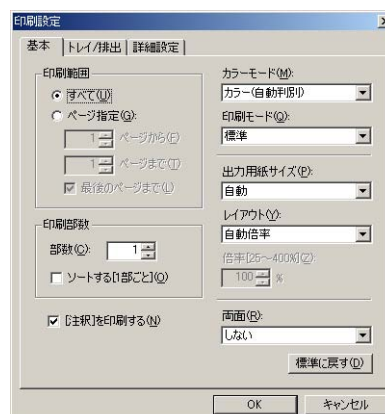 印刷設定
基本 トレイ/排出 詳細設定
印刷範囲
すべて(U)
ページ指定(G):
1 ページから(F)
1 ページまで(T)
最後のページまで(L)
印刷部数
部数(C): 1
ソートする[1部ごと](O)
[注釈]を印刷する(N)
カラーモード(M):
カラー(自動判別)
印刷モード(Q):
標準
出力用紙サイズ(P):
自動
レイアウト(Y):
自動倍率
倍率[25～400%](Z):
100 %
両面(R):
しない
標準に戻す(D)
OK キャンセル